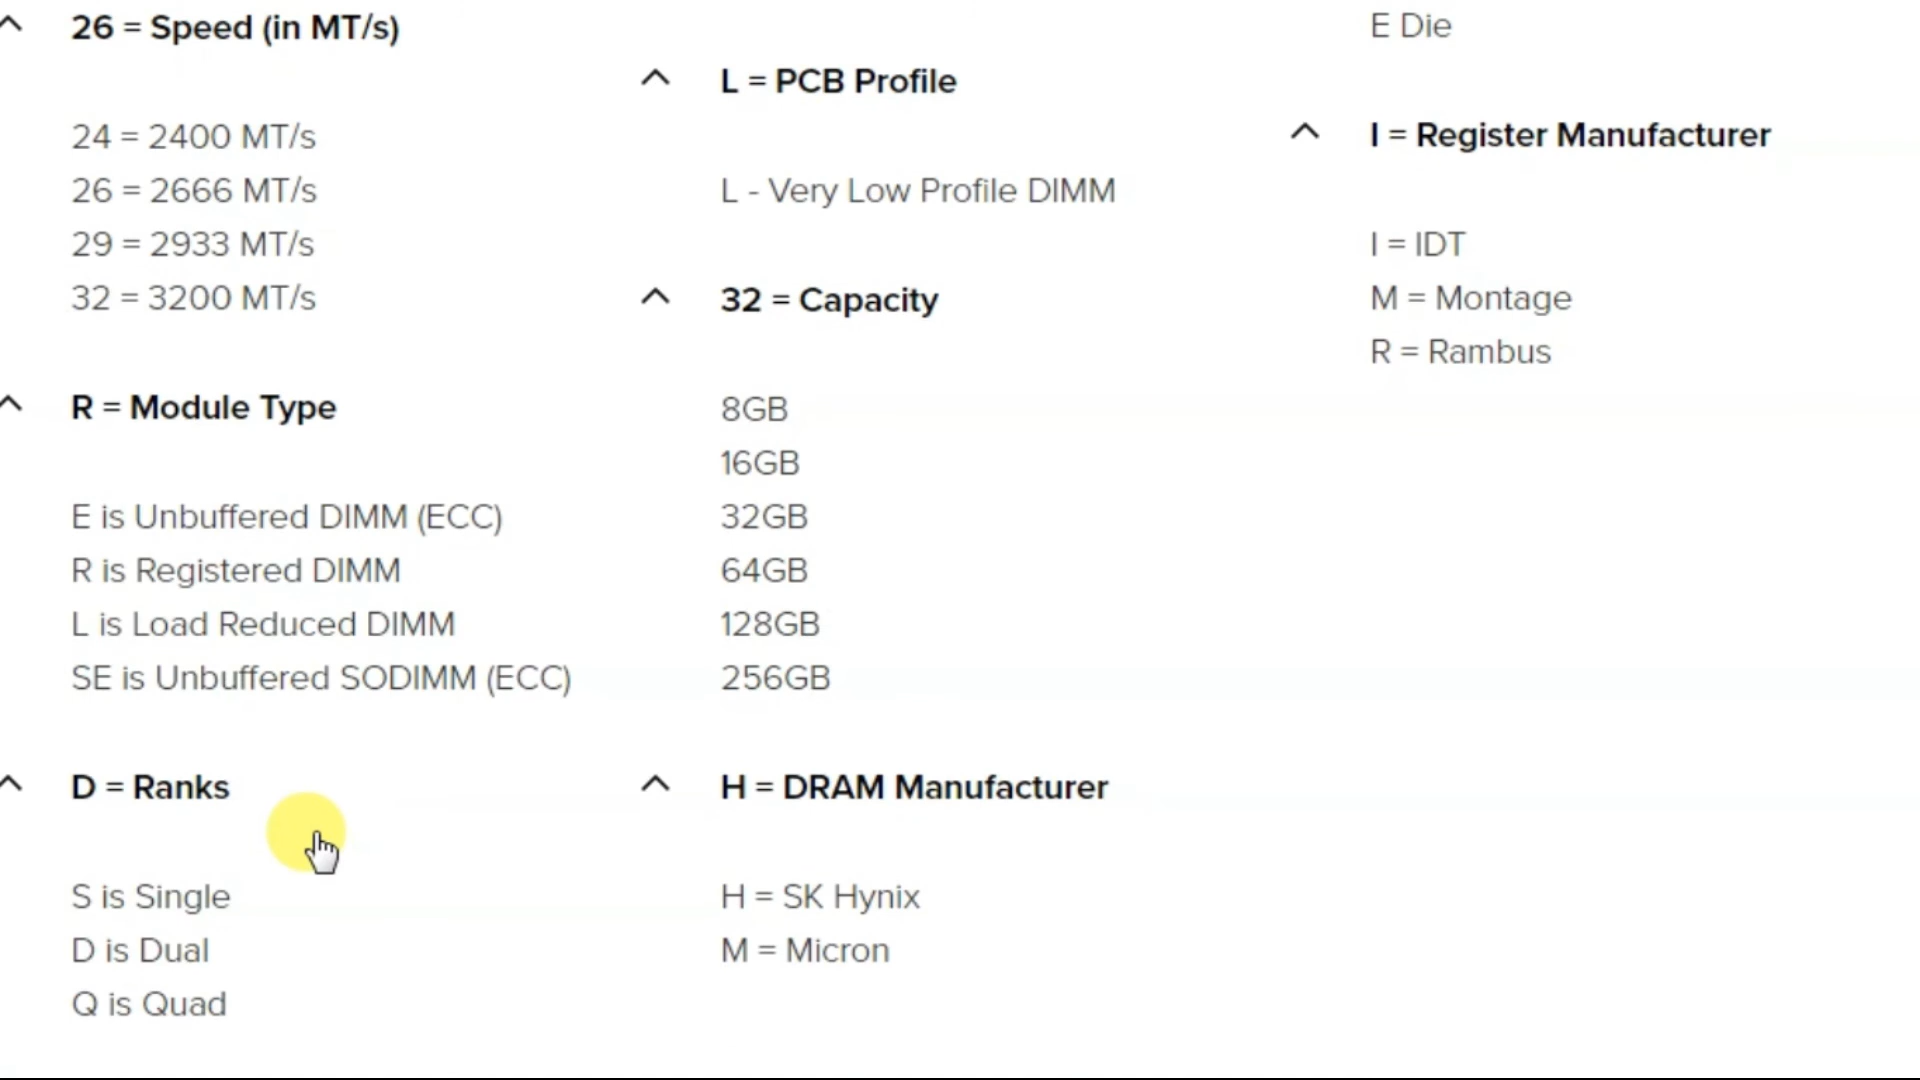 26 = Speed (in MT/s)
24 = 2400 MT/s
26 = 2666 MT/s
29 = 2933 MT/s
32 = 3200 MT/s
R = Module Type
E is Unbuffered DIMM (ECC)
R is Registered DIMM
L is Load Reduced DIMM
SE is Unbuffered SODIMM (ECC)
D = Ranks
S is Single
D is Dual
Q is Quad
L = PCB Profile
L - Very Low Profile DIMM
32 = Capacity
8GB
16GB
32GB
64GB
128GB
256GB
H = DRAM Manufacturer
H = SK Hynix
M = Micron
E Die
I = Register Manufacturer
I = IDT
M = Montage
R = Rambus